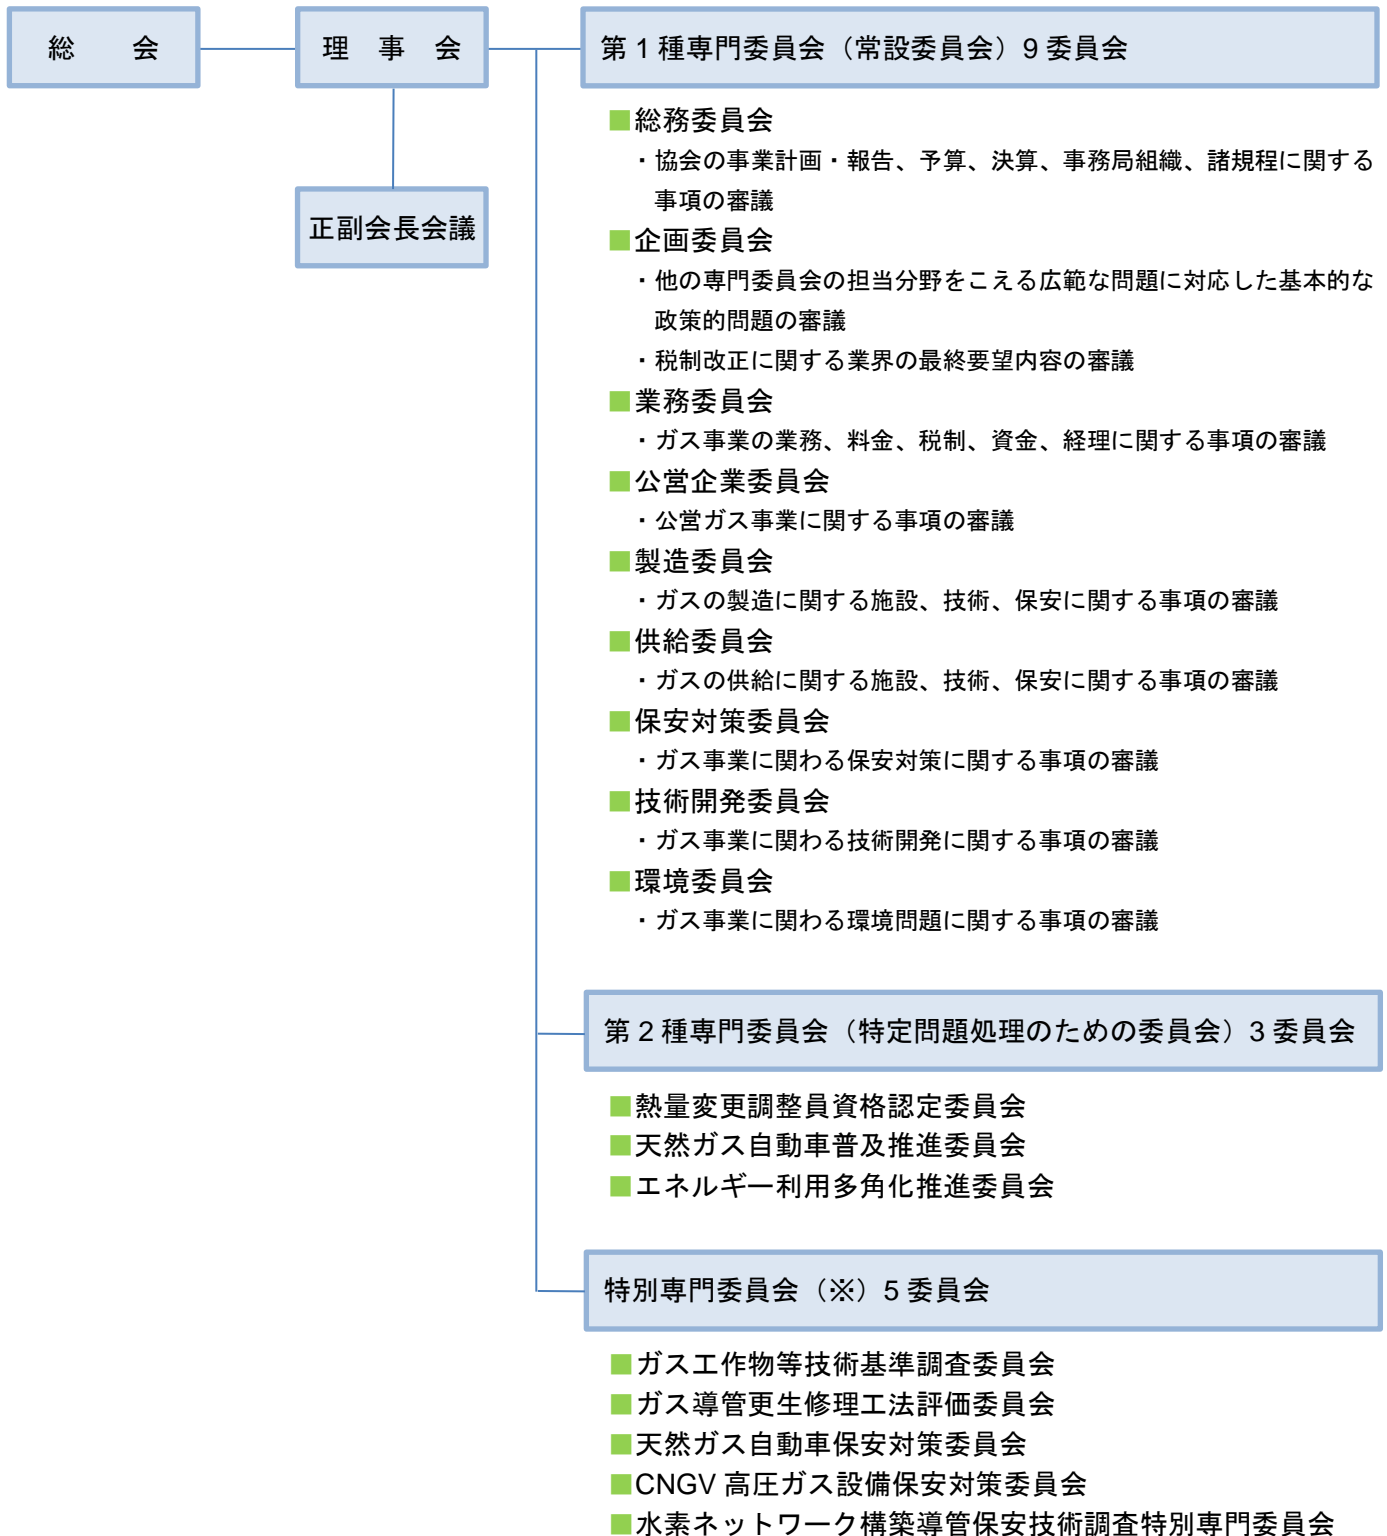 総　会
理　事　会
正副会長会議
第1種専門委員会（常設委員会）9委員会
■総務委員会
・協会の事業計画・報告、予算、決算、事務局組織、諸規程に関する
事項の審議
■企画委員会
・他の専門委員会の担当分野をこえる広範な問題に対応した基本的な
政策的問題の審議
・税制改正に関する業界の最終要望内容の審議
■業務委員会
・ガス事業の業務、料金、税制、資金、経理に関する事項の審議
■公営企業委員会
・公営ガス事業に関する事項の審議
■製造委員会
・ガスの製造に関する施設、技術、保安に関する事項の審議
■供給委員会
・ガスの供給に関する施設、技術、保安に関する事項の審議
■保安対策委員会
・ガス事業に関わる保安対策に関する事項の審議
■技術開発委員会
・ガス事業に関わる技術開発に関する事項の審議
■環境委員会
・ガス事業に関わる環境問題に関する事項の審議
第2種専門委員会（特定問題処理のための委員会）3委員会
■熱量変更調整員資格認定委員会
■天然ガス自動車普及推進委員会
■エネルギー利用多角化推進委員会
特別専門委員会（※）5委員会
■ガス工作物等技術基準調査委員会
■ガス導管更生修理工法評価委員会
■天然ガス自動車保安対策委員会
■CNGV高圧ガス設備保安対策委員会
■水素ネットワーク構築導管保安技術調査特別専門委員会